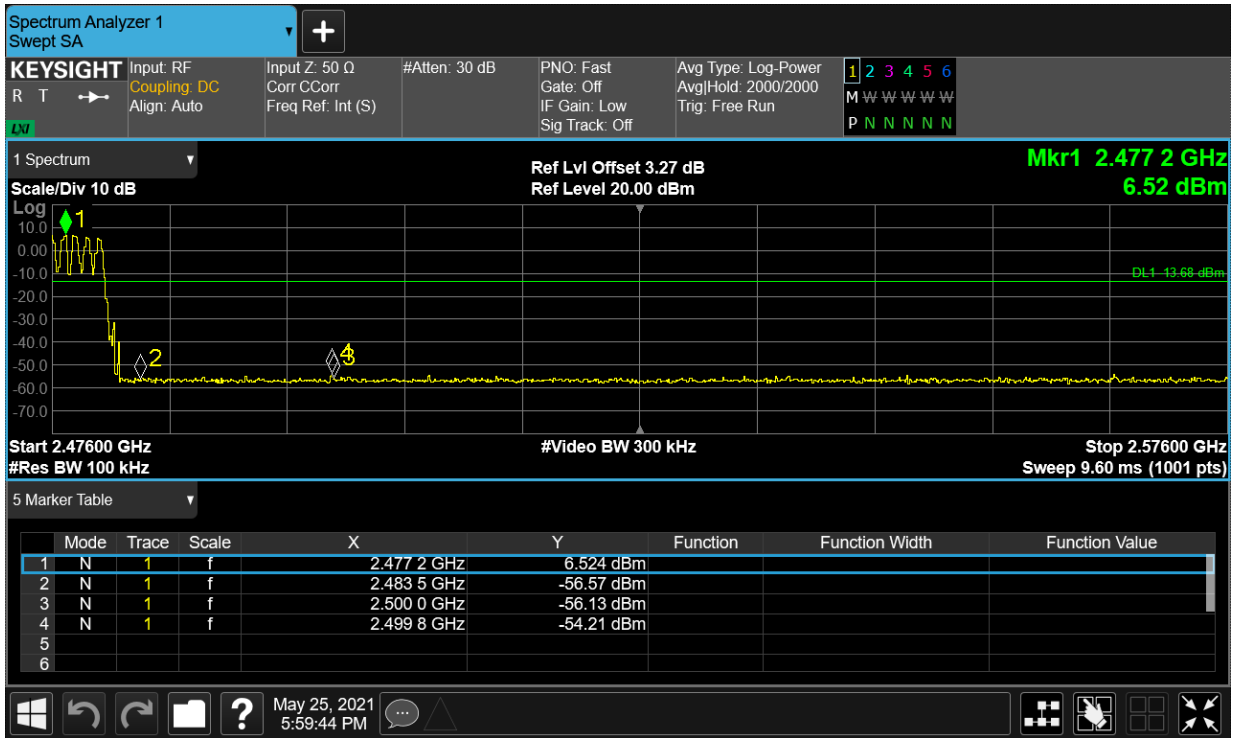 Spectrum Analyzer 1
Swept SA
KEYSIGHT
R T
LXI
Input: RF
Coupling: DC
Align: Auto
Input Z: 50 Ω
Corr CCorr
Freq Ref: Int (S)
#Atten: 30 dB
PNO: Fast
Gate: Off
IF Gain: Low
Sig Track: Off
Avg Type: Log-Power
Avg|Hold: 2000/2000
Trig: Free Run
1 2 3 4 5 6
M W W W W W
P N N N N N
1 Spectrum
Scale/Div 10 dB
Ref Lvl Offset 3.27 dB
Ref Level 20.00 dBm
Mkr1 2.477 2 GHz
6.52 dBm
Log
10.0
0.00
-10.0
-20.0
-30.0
-40.0
-50.0
-60.0
-70.0
1
2
4
3
DL1 -13.68 dBm
Start 2.47600 GHz
#Video BW 300 kHz
Stop 2.57600 GHz
#Res BW 100 kHz
Sweep 9.60 ms (1001 pts)
5 Marker Table
Mode Trace Scale X Y Function Function Width Function Value
1 N 1 f 2.477 2 GHz 6.524 dBm
2 N 1 f 2.483 5 GHz -56.57 dBm
3 N 1 f 2.500 0 GHz -56.13 dBm
4 N 1 f 2.499 8 GHz -54.21 dBm
5
6
?
May 25, 2021
5:59:44 PM